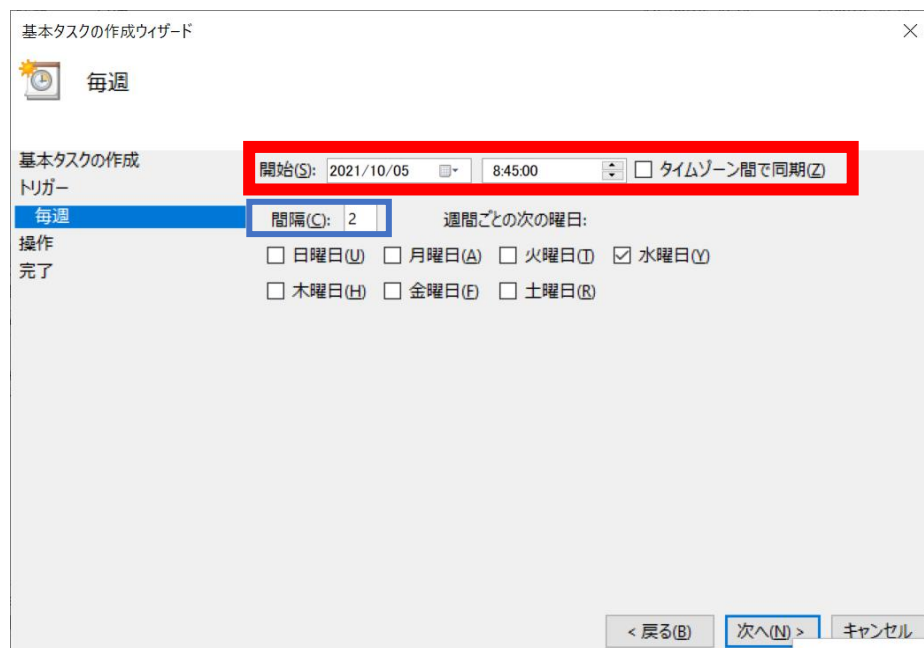 基本タスクの作成ウィザード
毎週
基本タスクの作成
トリガー
毎週
操作
完了
開始(S): 2021/10/05 8:45:00 タイムゾーン間で同期(Z)
間隔(C): 2 週間ごとの次の曜日:
日曜日(U) 月曜日(A) 火曜日(T) 水曜日(Y)
木曜日(H) 金曜日(F) 土曜日(R)
< 戻る(B) 次へ(N) > キャンセル